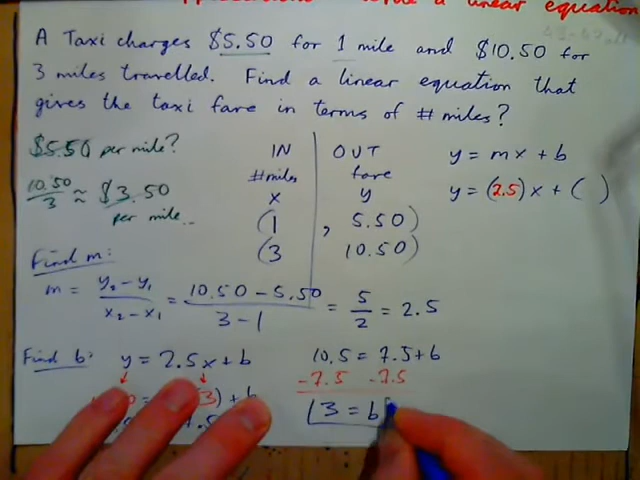 a linear equation
A Taxi charges $5.50 for 1 mile and $10.50 for
3 miles travelled. Find a linear equation that
gives the taxi fare in terms of # miles?
$5.50 per mile?
10.50/3 ≈ $3.50
per mile...
IN | OUT
#miles | fare
x | y
(1 , 5.50)
(3 10.50)
y = mx + b
y = (2.5)x + ( )
Find m:
m = y₂ - y₁ / x₂ - x₁ = 10.50 - 5.50 / 3 - 1 = 5/2 = 2.5
Find b: y = 2.5x + b
3) + b
10.5 = 7.5 + b
-7.5 -7.5
3 = b